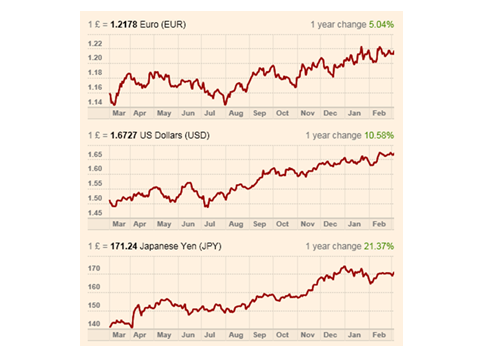 1 £ = 1.2178 Euro (EUR) 1 year change 5.04%
1.22
1.20
1.18
1.16
1.14
Mar Apr May Jun Jul Aug Sep Oct Nov Dec Jan Feb
1 £ = 1.6727 US Dollars (USD) 1 year change 10.58%
1.65
1.60
1.55
1.50
1.45
Mar Apr May Jun Jul Aug Sep Oct Nov Dec Jan Feb
1 £ = 171.24 Japanese Yen (JPY) 1 year change 21.37%
170
160
150
140
Mar Apr May Jun Jul Aug Sep Oct Nov Dec Jan Feb